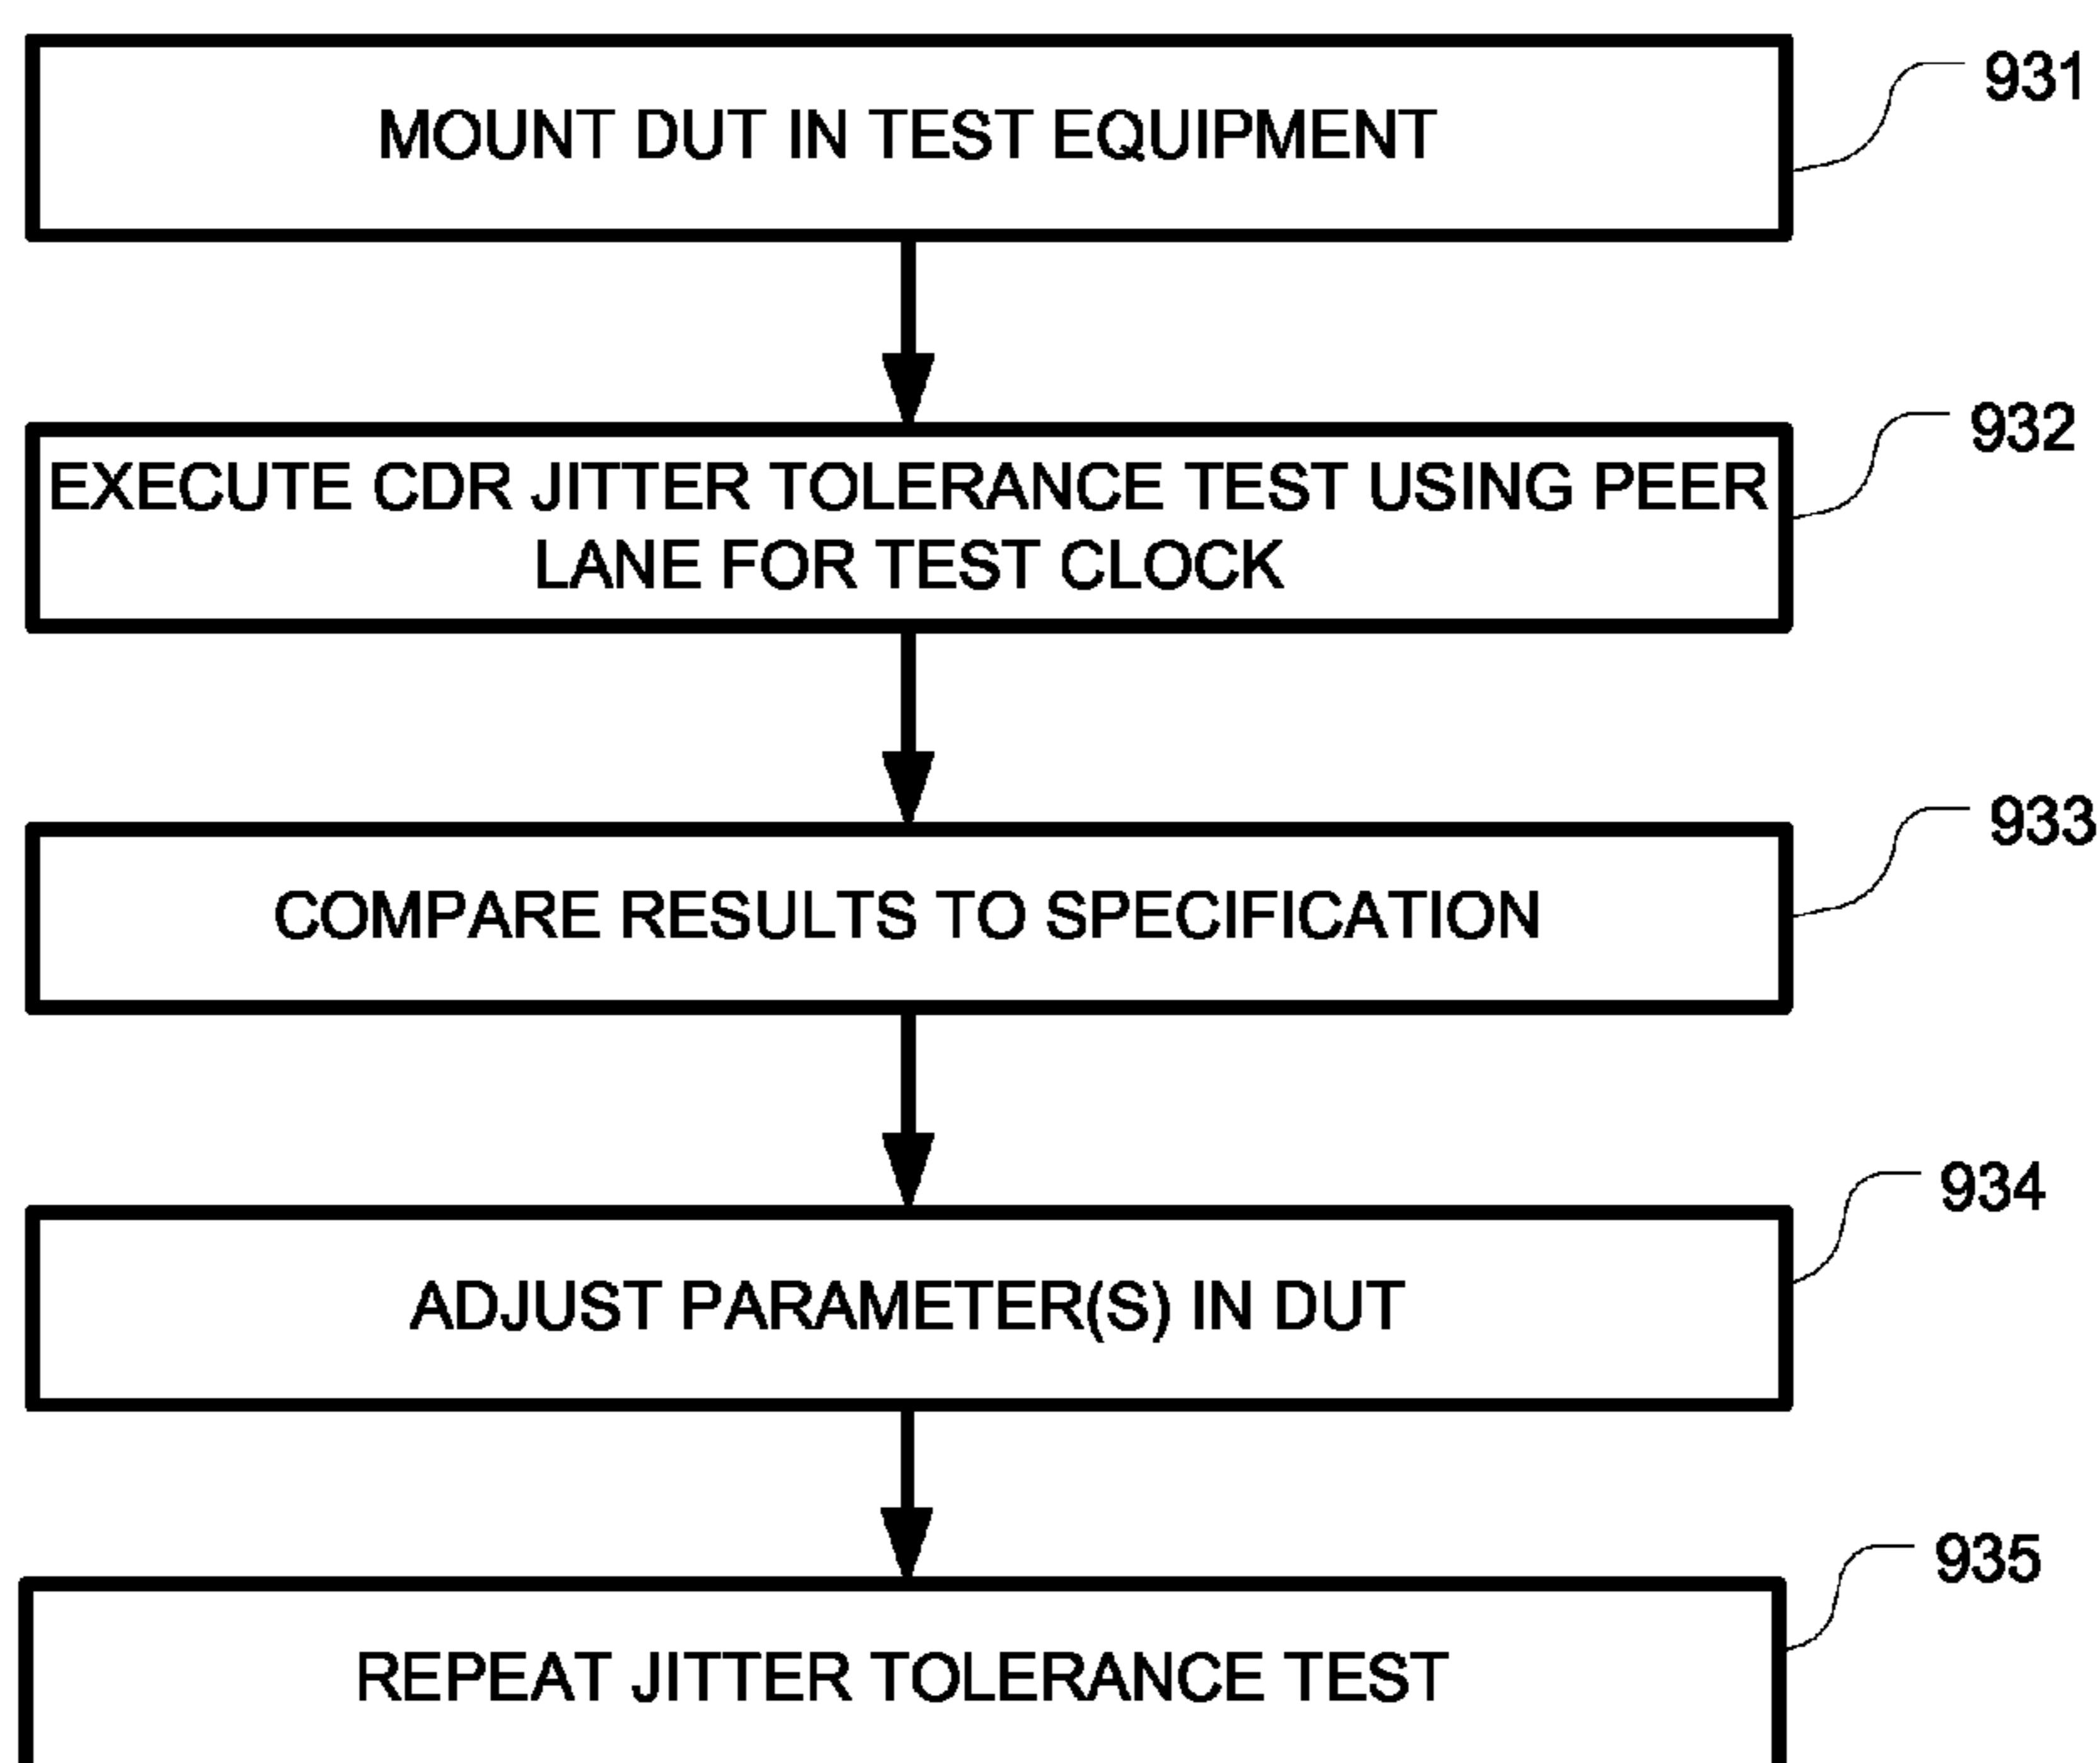 931
MOUNT DUT IN TEST EQUIPMENT
932
EXECUTE CDR JITTER TOLERANCE TEST USING PEER
LANE FOR TEST CLOCK
933
COMPARE RESULTS TO SPECIFICATION
934
ADJUST PARAMETER(S) IN DUT
935
REPEAT JITTER TOLERANCE TEST